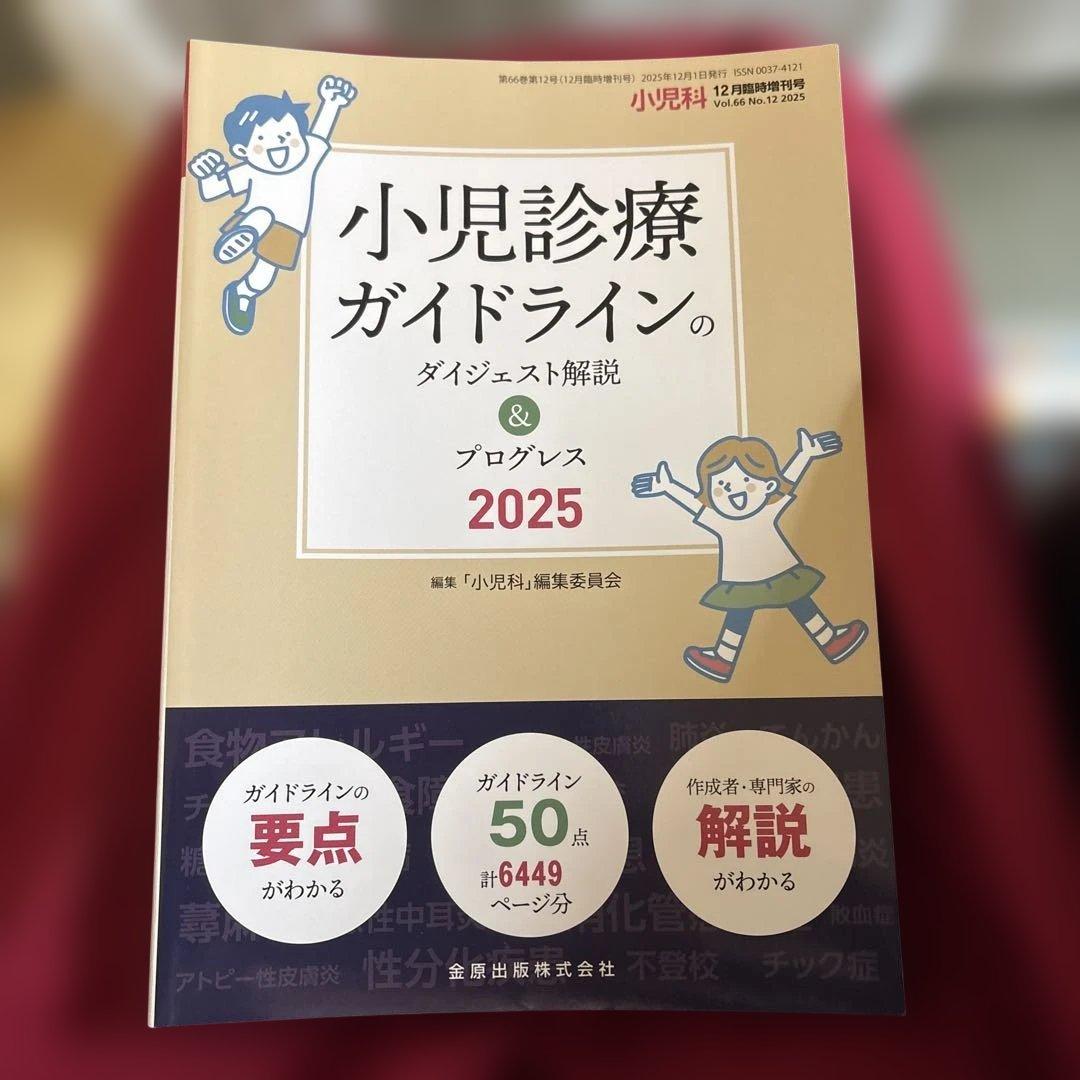 第66巻第12号(12月臨時増刊号) 2025年12月1日発行 ISSN 0037-4121
小児科 12月臨時増刊号
Vol.66 No.12 2025
小児診療
ガイドラインの
ダイジェスト解説
&
プログレス
2025
編集 「小児科」編集委員会
ガイドラインの
要点
がわかる
ガイドライン
50点
計6449
ページ分
作成者・専門家の
解説
がわかる
性皮膚炎
てんかん
患
炎
敗血症
アトピー性皮膚炎
性分化疾患
不登校
チック症
金原出版株式会社